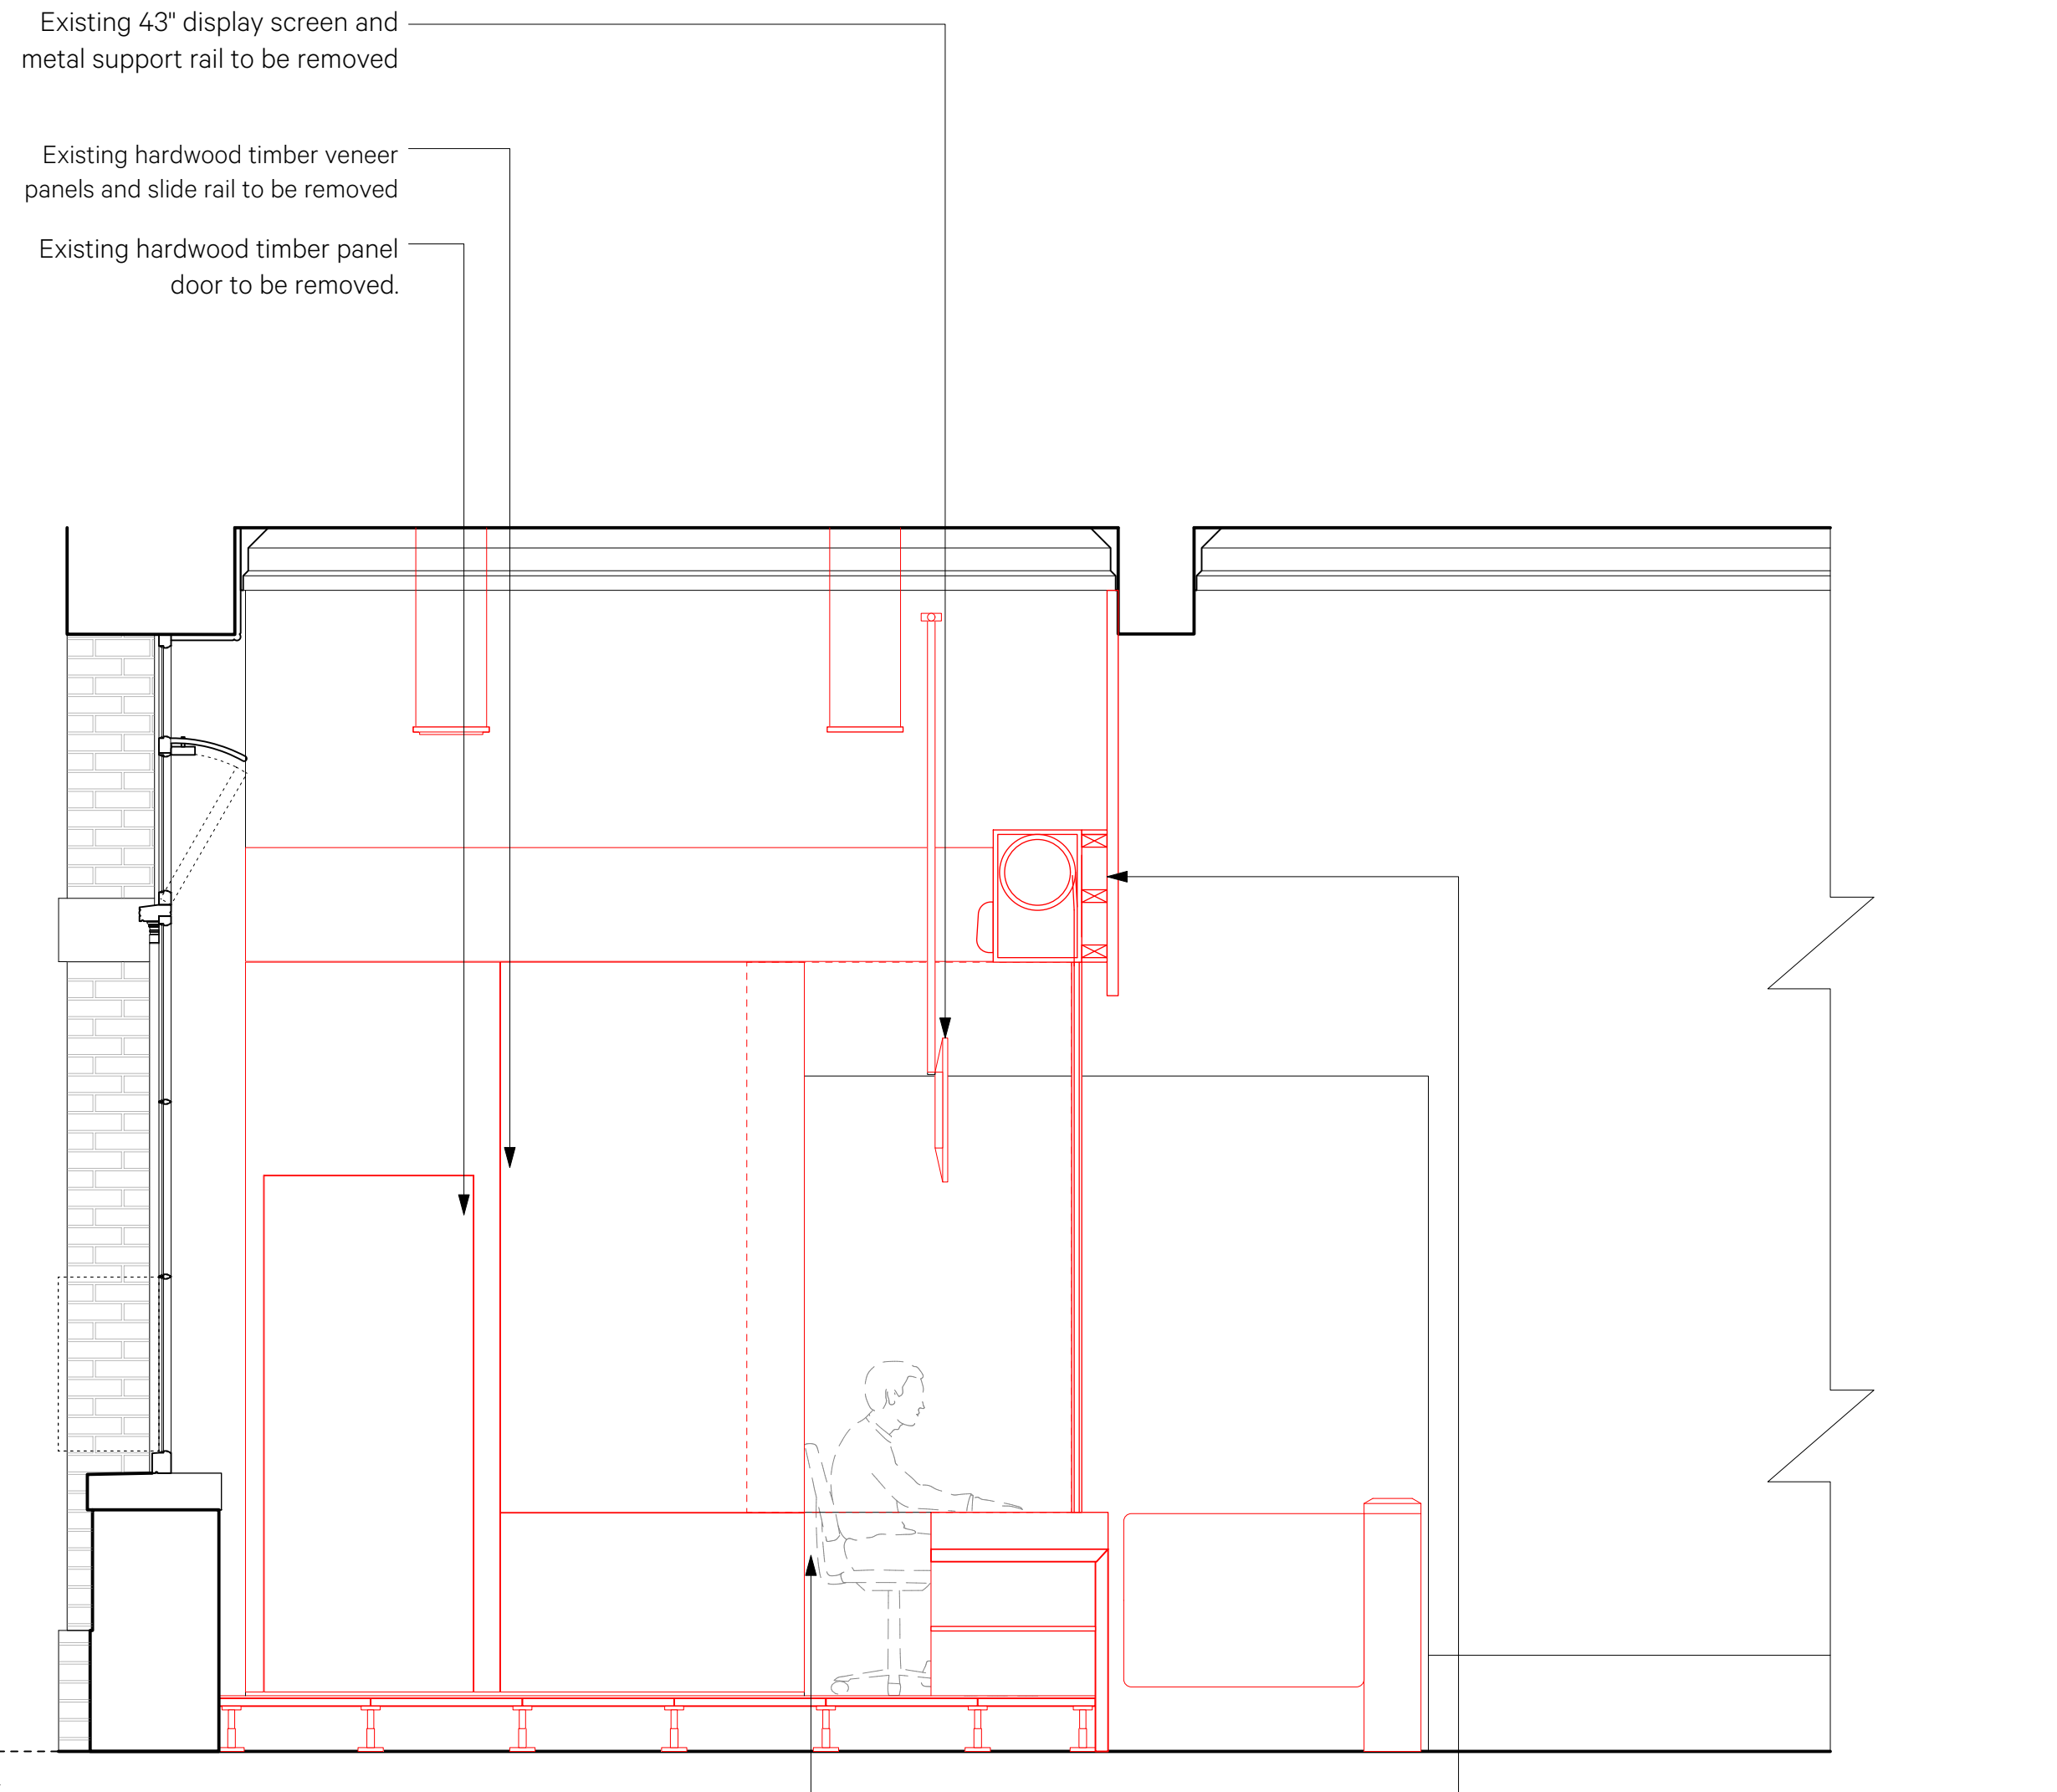 Existing 43" display screen and
metal support rail to be removed
Existing hardwood timber veneer
panels and slide rail to be removed
Existing hardwood timber panel
door to be removed.